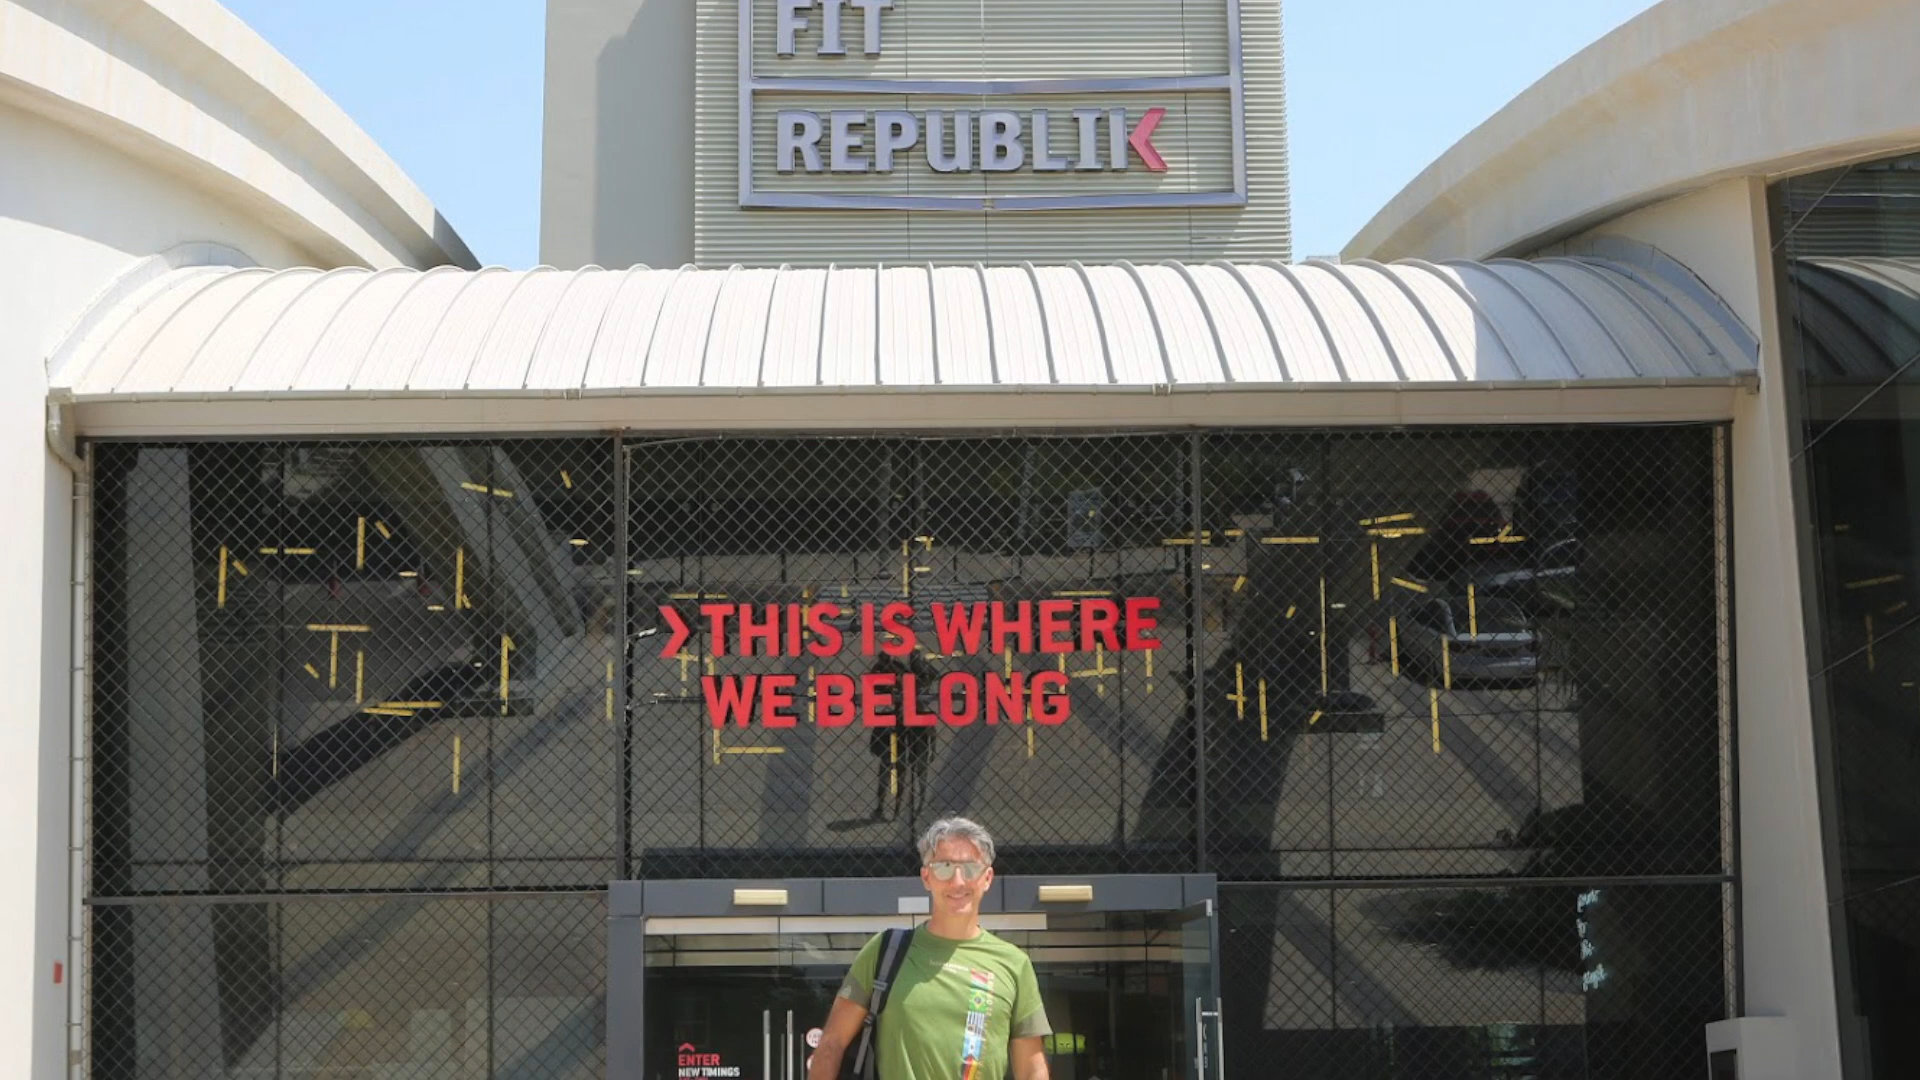 FIT
REPUBLIK
THIS IS WHERE
WE BELONG
ENTER
NEW TIMINGS